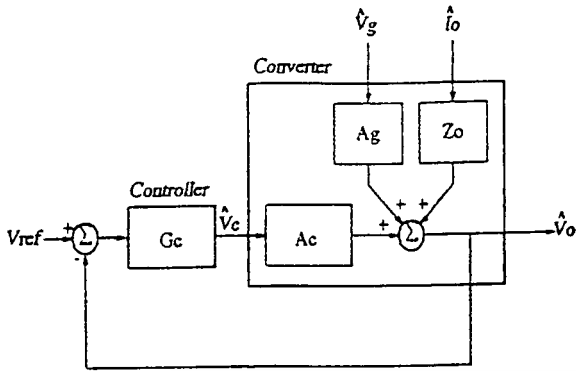 V̂g
Îo
Converter
Ag
Zo
Controller
+
+
Vref
+
Σ
Gc
V̂c
Ac
+
Σ
V̂o
-